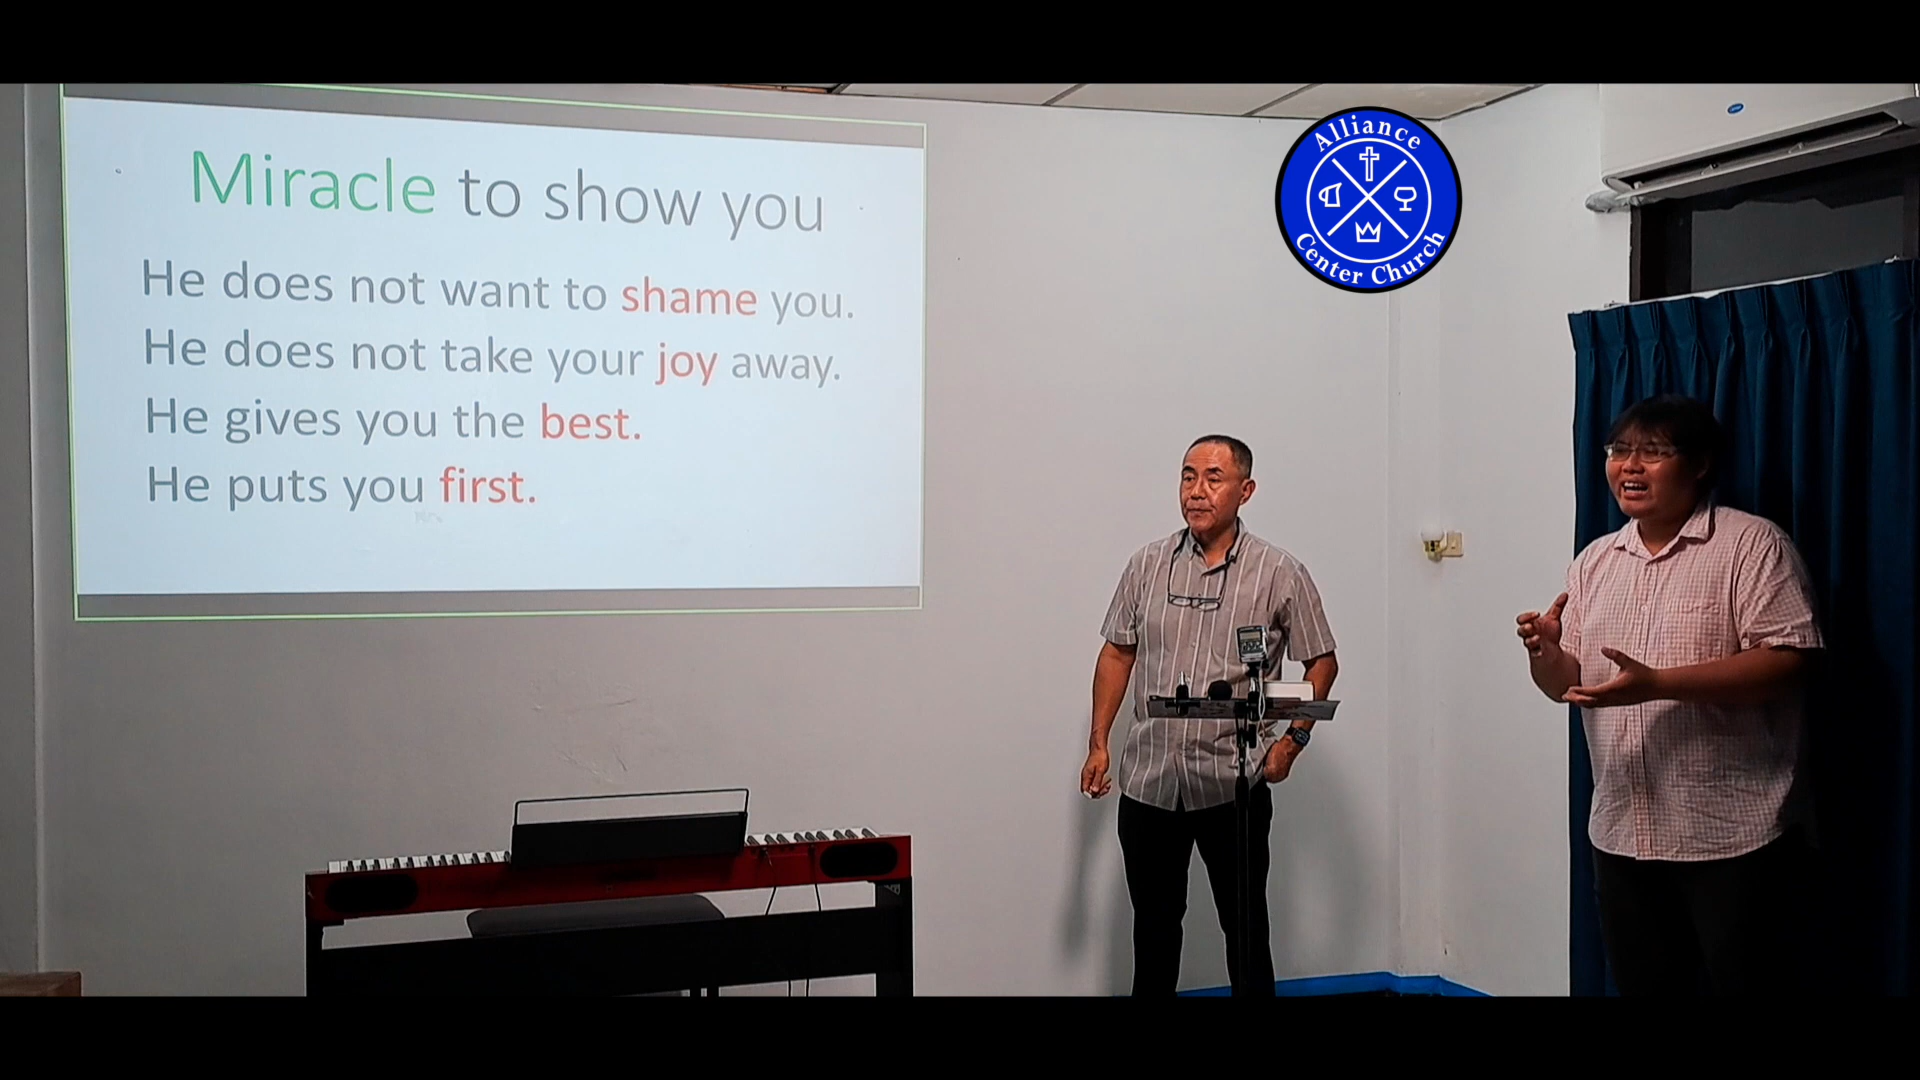 Miracle to show you
He does not want to shame you.
He does not take your joy away.
He gives you the best.
He puts you first.
Alliance
Center Church